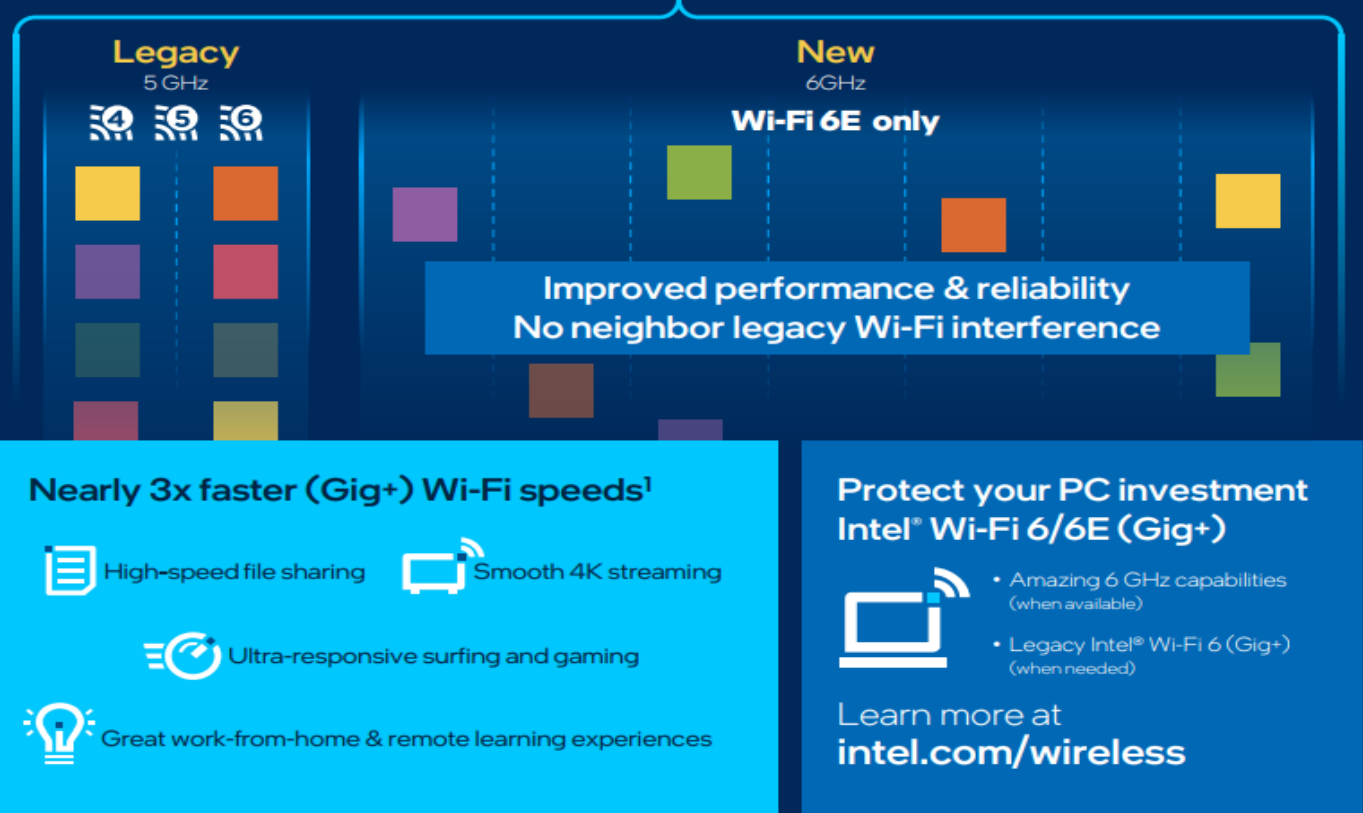 Legacy
5 GHz
4 5 6
New
6GHz
Wi-Fi 6E only
Improved performance & reliability
No neighbor legacy Wi-Fi interference
Nearly 3x faster (Gig+) Wi-Fi speeds¹
High-speed file sharing
Smooth 4K streaming
Ultra-responsive surfing and gaming
Great work-from-home & remote learning experiences
Protect your PC investment
Intel® Wi-Fi 6/6E (Gig+)
• Amazing 6 GHz capabilities
(when available)
• Legacy Intel® Wi-Fi 6 (Gig+)
(when needed)
Learn more at
intel.com/wireless